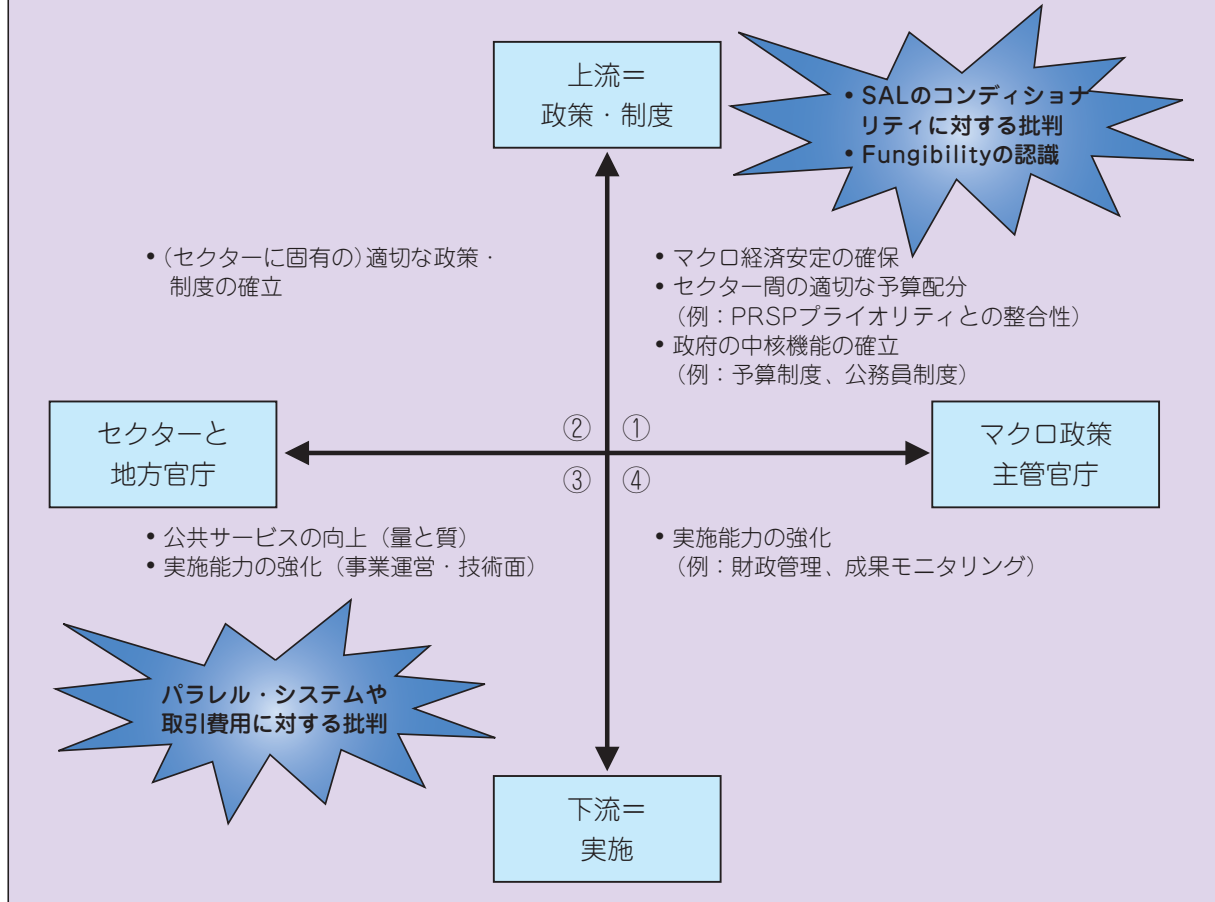 上流＝
政策・制度
• SALのコンディショナ
リティに対する批判
• Fungibilityの認識
• （セクターに固有の）適切な政策・
制度の確立
• マクロ経済安定の確保
• セクター間の適切な予算配分
（例：PRSPプライオリティとの整合性）
• 政府の中核機能の確立
（例：予算制度、公務員制度）
セクターと
地方官庁
② ①
③ ④
マクロ政策
主管官庁
• 公共サービスの向上（量と質）
• 実施能力の強化（事業運営・技術面）
• 実施能力の強化
（例：財政管理、成果モニタリング）
パラレル・システムや
取引費用に対する批判
下流＝
実施